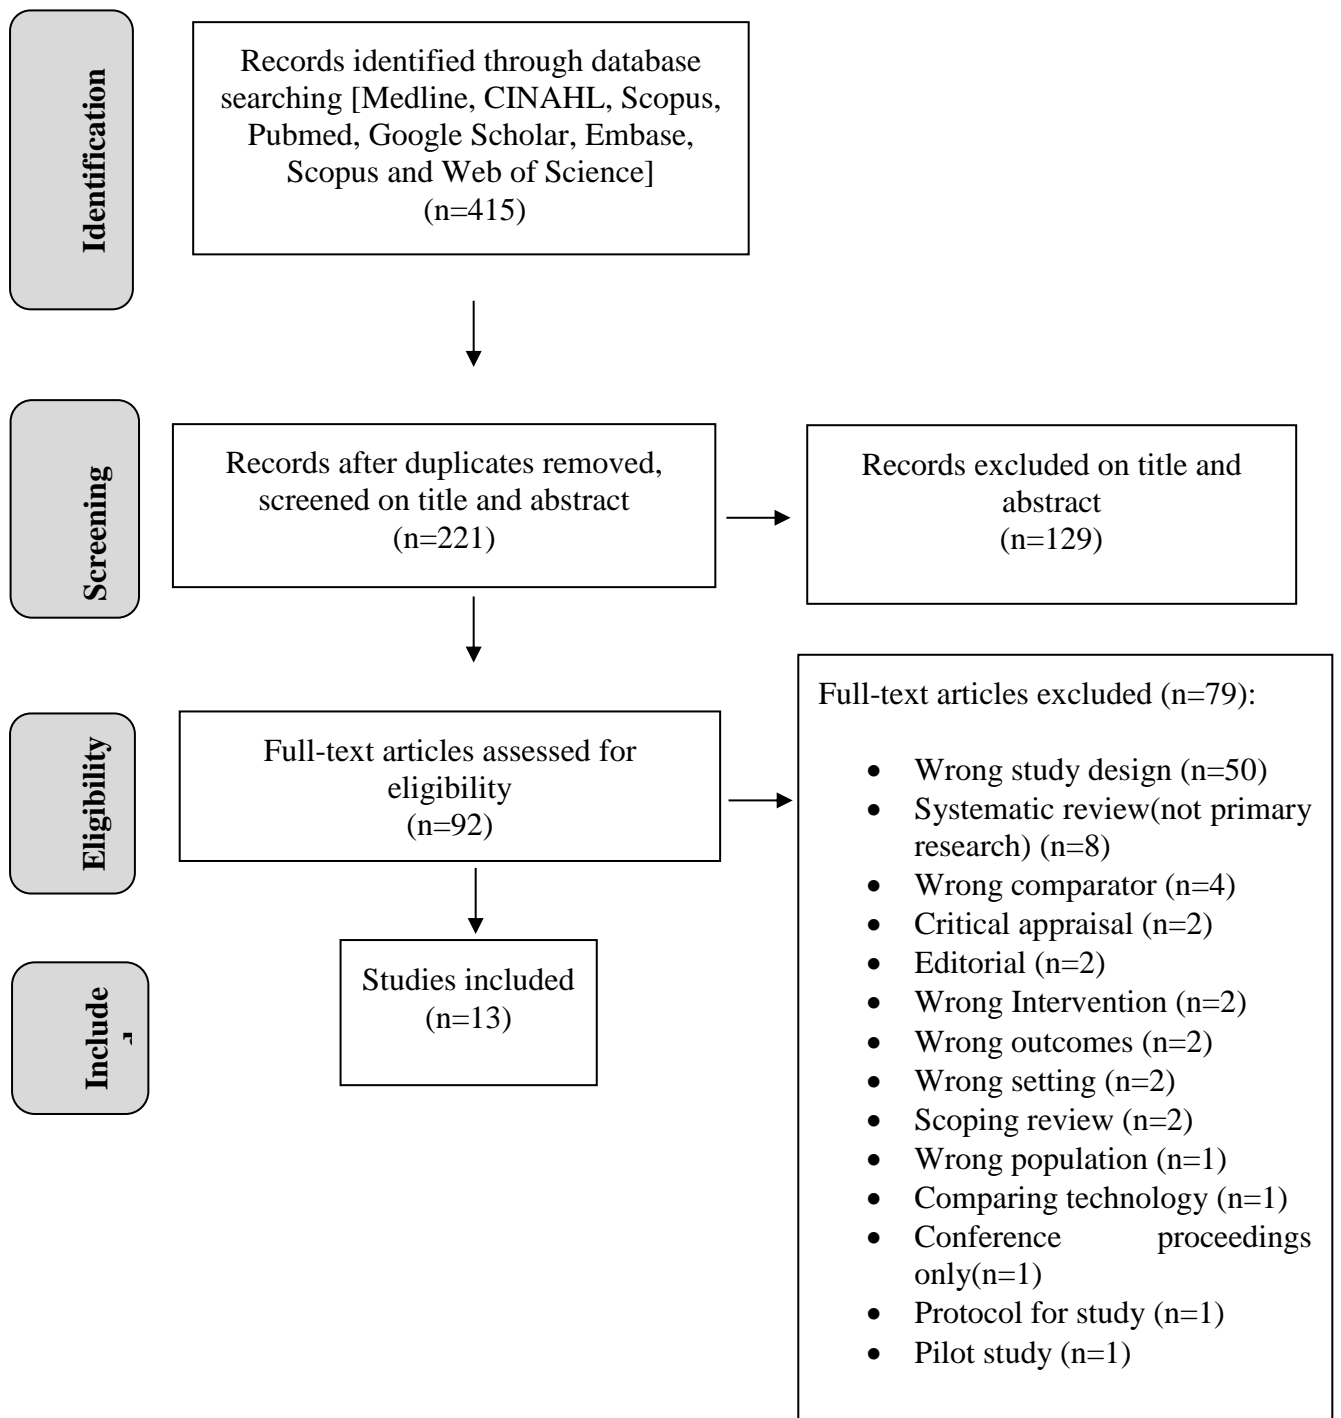 Identification
Records identified through database
searching [Medline, CINAHL, Scopus,
Pubmed, Google Scholar, Embase,
Scopus and Web of Science]
(n=415)
Screening
Records after duplicates removed,
screened on title and abstract
(n=221)
Records excluded on title and
abstract
(n=129)
Eligibility
Full-text articles assessed for
eligibility
(n=92)
Full-text articles excluded (n=79):
• Wrong study design (n=50)
• Systematic review(not primary
research) (n=8)
• Wrong comparator (n=4)
• Critical appraisal (n=2)
• Editorial (n=2)
• Wrong Intervention (n=2)
• Wrong outcomes (n=2)
• Wrong setting (n=2)
• Scoping review (n=2)
• Wrong population (n=1)
• Comparing technology (n=1)
• Conference proceedings
only(n=1)
• Protocol for study (n=1)
• Pilot study (n=1)
Include
Studies included
(n=13)